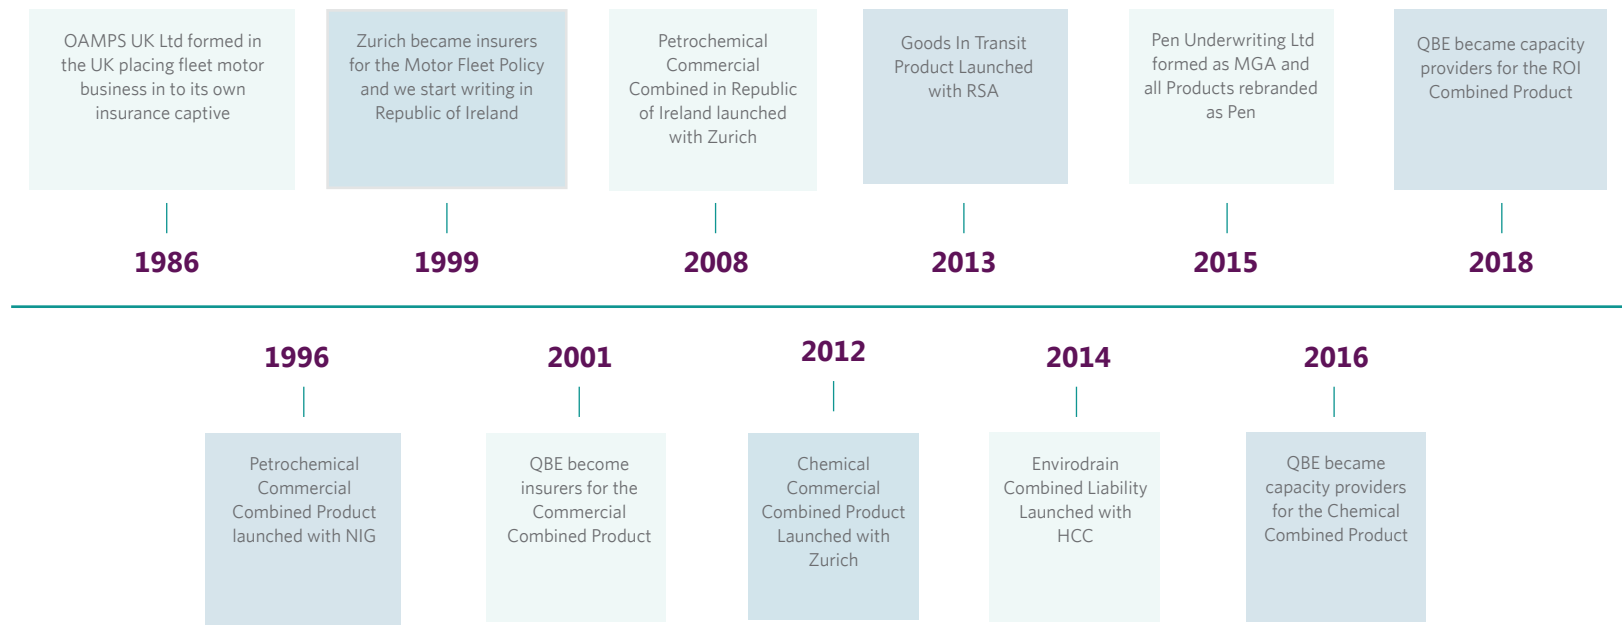 OAMPS UK Ltd formed in
the UK placing fleet motor
business in to its own
insurance captive
Zurich became insurers
for the Motor Fleet Policy
and we start writing in
Republic of Ireland
Petrochemical
Commercial
Combined in Republic
of Ireland launched
with Zurich
Goods In Transit
Product Launched
with RSA
Pen Underwriting Ltd
formed as MGA and
all Products rebranded
as Pen
QBE became capacity
providers for the ROI
Combined Product
1986
1999
2008
2013
2015
2018
1996
2001
2012
2014
2016
Petrochemical
Commercial
Combined Product
launched with NIG
QBE become
insurers for the
Commercial
Combined Product
Chemical
Commercial
Combined Product
Launched with
Zurich
Envirodrain
Combined Liability
Launched with
HCC
QBE became
capacity providers
for the Chemical
Combined Product